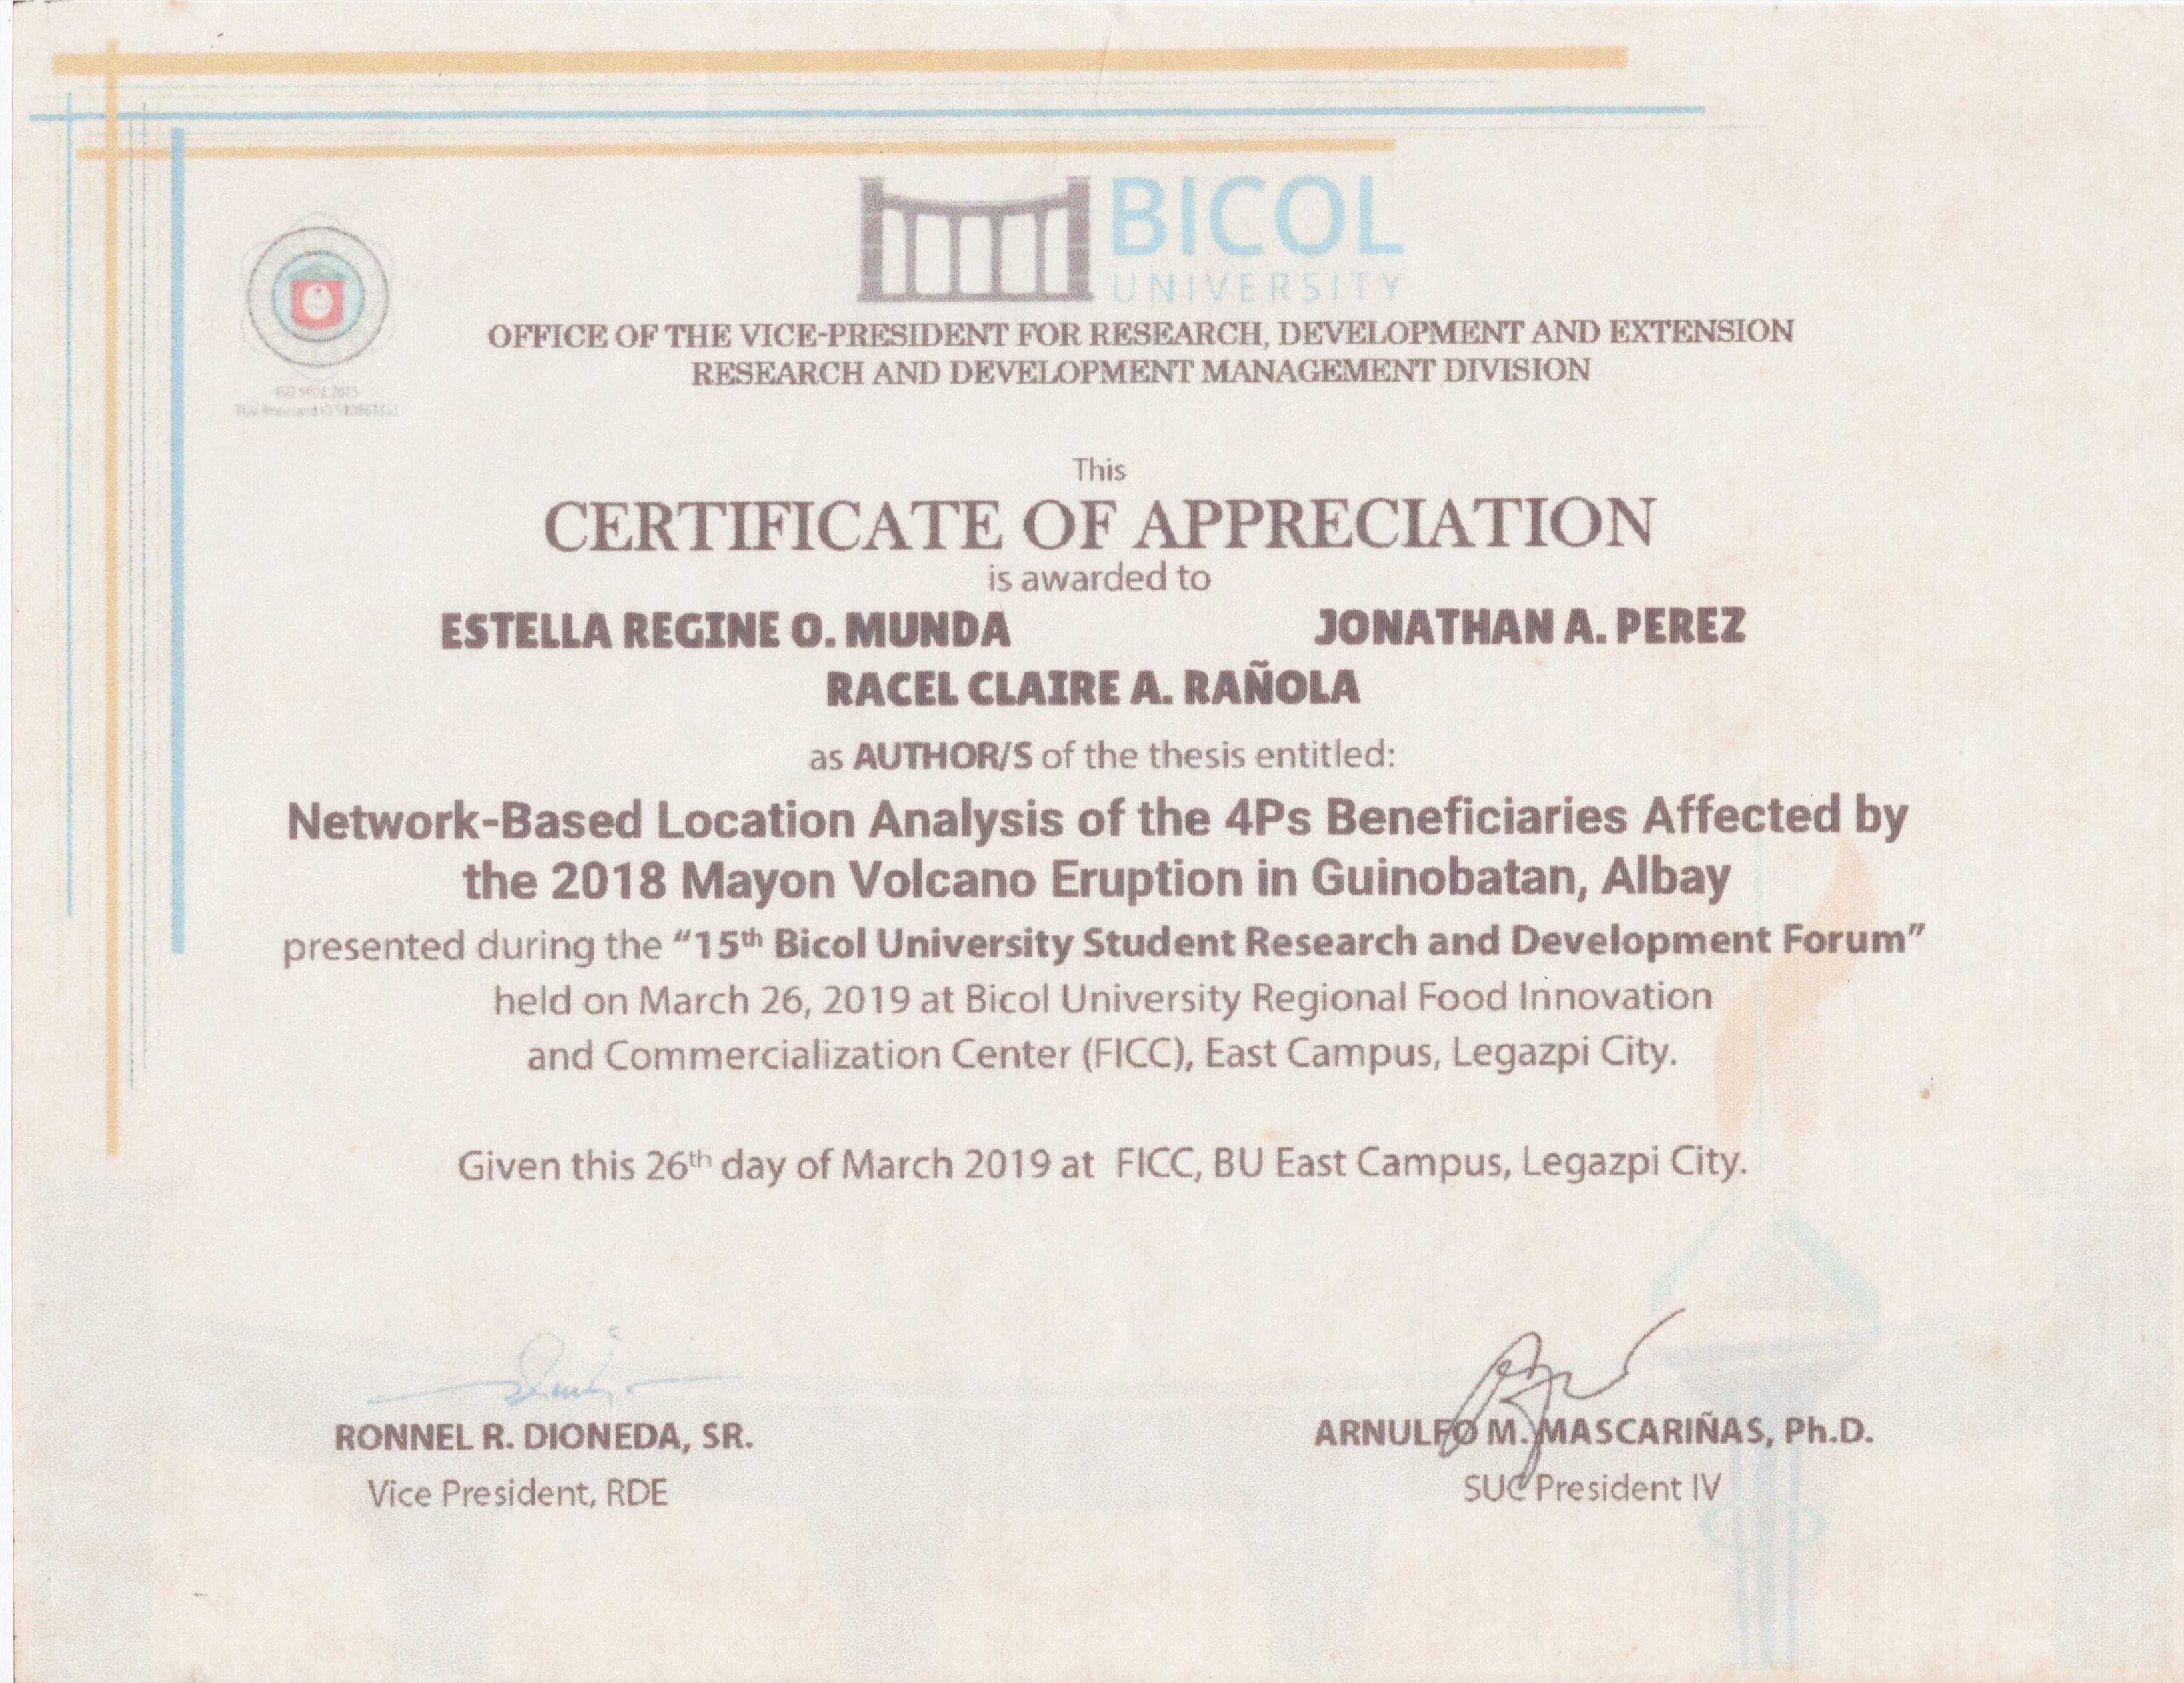 BICOL
UNIVERSITY
OFFICE OF THE VICE-PRESIDENT FOR RESEARCH, DEVELOPMENT AND EXTENSION
RESEARCH AND DEVELOPMENT MANAGEMENT DIVISION
ISO 9001:2015
TÜV Rheinland ID
This
CERTIFICATE OF APPRECIATION
is awarded to
ESTELLA REGINE O. MUNDA JONATHAN A. PEREZ
RACEL CLAIRE A. RAÑOLA
as AUTHOR/S of the thesis entitled:
Network-Based Location Analysis of the 4Ps Beneficiaries Affected by
the 2018 Mayon Volcano Eruption in Guinobatan, Albay
presented during the “15th Bicol University Student Research and Development Forum”
held on March 26, 2019 at Bicol University Regional Food Innovation
and Commercialization Center (FICC), East Campus, Legazpi City.
Given this 26th day of March 2019 at FICC, BU East Campus, Legazpi City.
RONNEL R. DIONEDA, SR. ARNULFO M. MASCARIÑAS, Ph.D.
Vice President, RDE SUC President IV